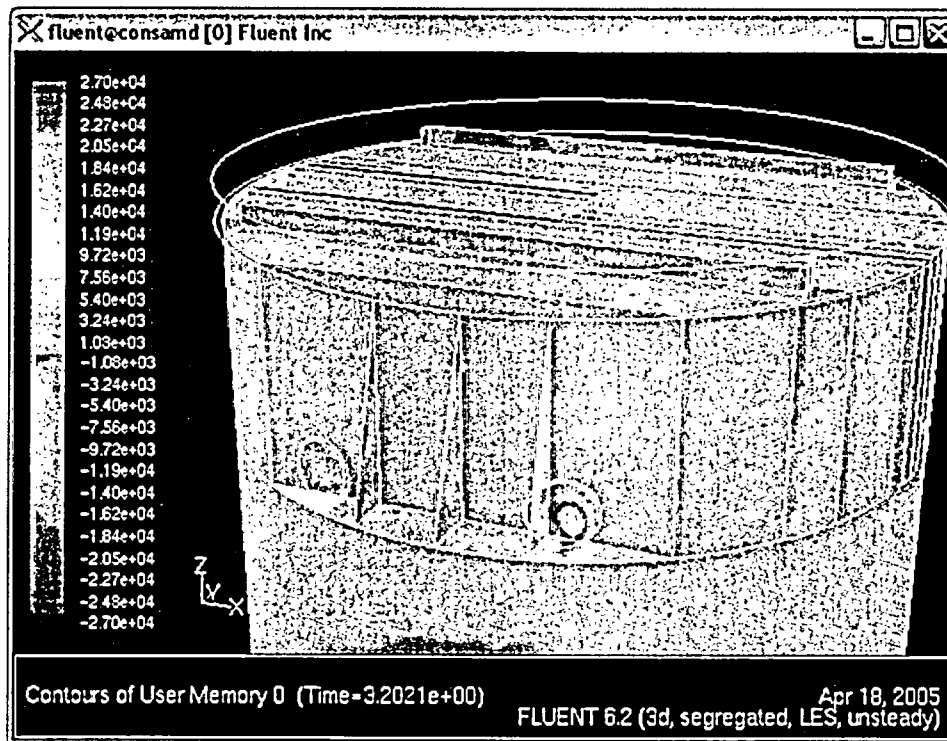 fluent@consamd [0] Fluent Inc
2.70e+04
2.48e+04
2.27e+04
2.05e+04
1.84e+04
1.62e+04
1.40e+04
1.19e+04
9.72e+03
7.56e+03
5.40e+03
3.24e+03
1.03e+03
-1.08e+03
-3.24e+03
-5.40e+03
-7.56e+03
-9.72e+03
-1.19e+04
-1.40e+04
-1.62e+04
-1.84e+04
-2.05e+04
-2.27e+04
-2.48e+04
-2.70e+04
Z
Y
X
Contours of User Memory 0 (Time=3.2021e+00)
Apr 18, 2005
FLUENT 6.2 (3d, segregated, LES, unsteady)